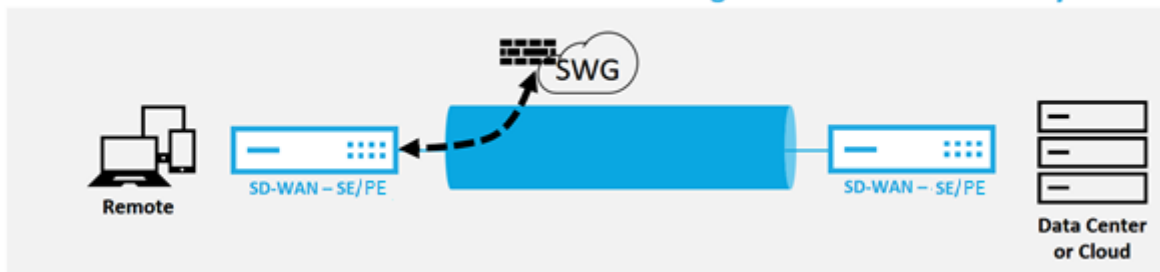 SWG
SD-WAN – SE/PE
SD-WAN – SE/PE
Remote
Data Center
or Cloud